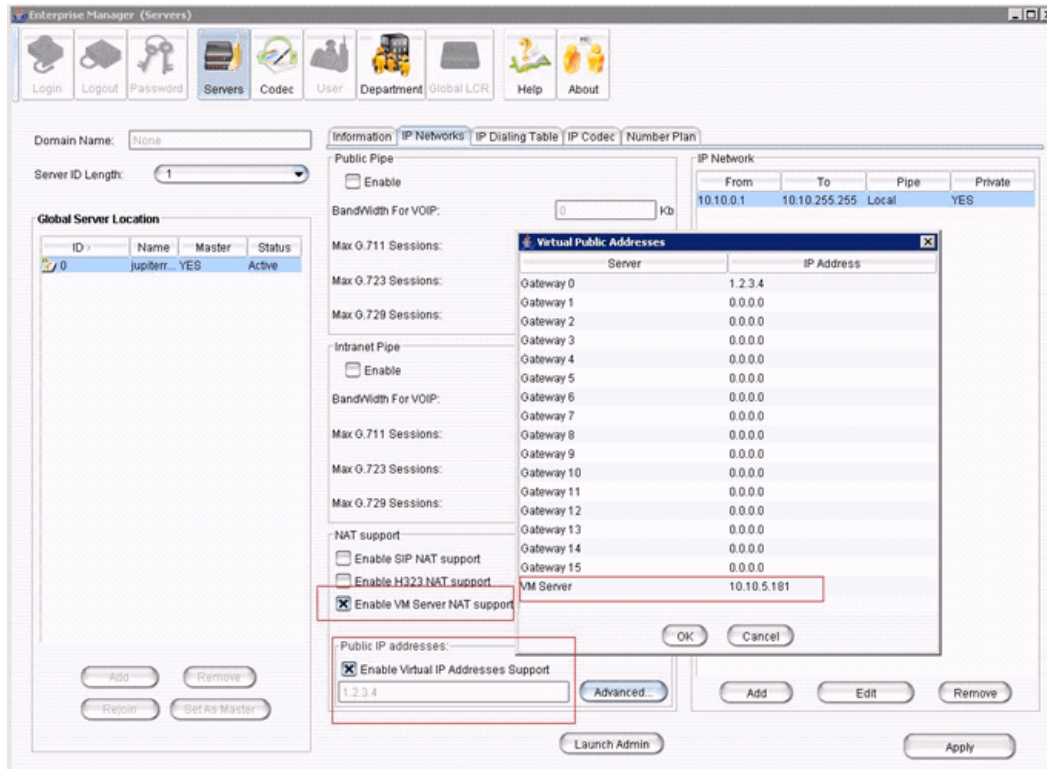 Enterprise Manager (Servers)
Login Logout Password Servers Codec User Department Global LCR Help About
Domain Name: None
Server ID Length: 1
Global Server Location
ID Name Master Status
0 jupiterr... YES Active
Add Remove
Rejoin Set As Master
Information IP Networks IP Dialing Table IP Codec Number Plan
Public Pipe
Enable
BandWidth For VOIP: 0 Kb
Max G.711 Sessions:
Max G.723 Sessions:
Max G.729 Sessions:
Intranet Pipe
Enable
BandWidth For VOIP:
Max G.711 Sessions:
Max G.723 Sessions:
Max G.729 Sessions:
NAT support
Enable SIP NAT support
Enable H323 NAT support
Enable VM Server NAT support
Public IP addresses:
Enable Virtual IP Addresses Support
1.2.3.4
Advanced...
IP Network
From To Pipe Private
10.10.0.1 10.10.255.255 Local YES
Virtual Public Addresses
Server IP Address
Gateway 0 1.2.3.4
Gateway 1 0.0.0.0
Gateway 2 0.0.0.0
Gateway 3 0.0.0.0
Gateway 4 0.0.0.0
Gateway 5 0.0.0.0
Gateway 6 0.0.0.0
Gateway 7 0.0.0.0
Gateway 8 0.0.0.0
Gateway 9 0.0.0.0
Gateway 10 0.0.0.0
Gateway 11 0.0.0.0
Gateway 12 0.0.0.0
Gateway 13 0.0.0.0
Gateway 14 0.0.0.0
Gateway 15 0.0.0.0
VM Server 10.10.5.181
OK Cancel
Add Edit Remove
Launch Admin
Apply